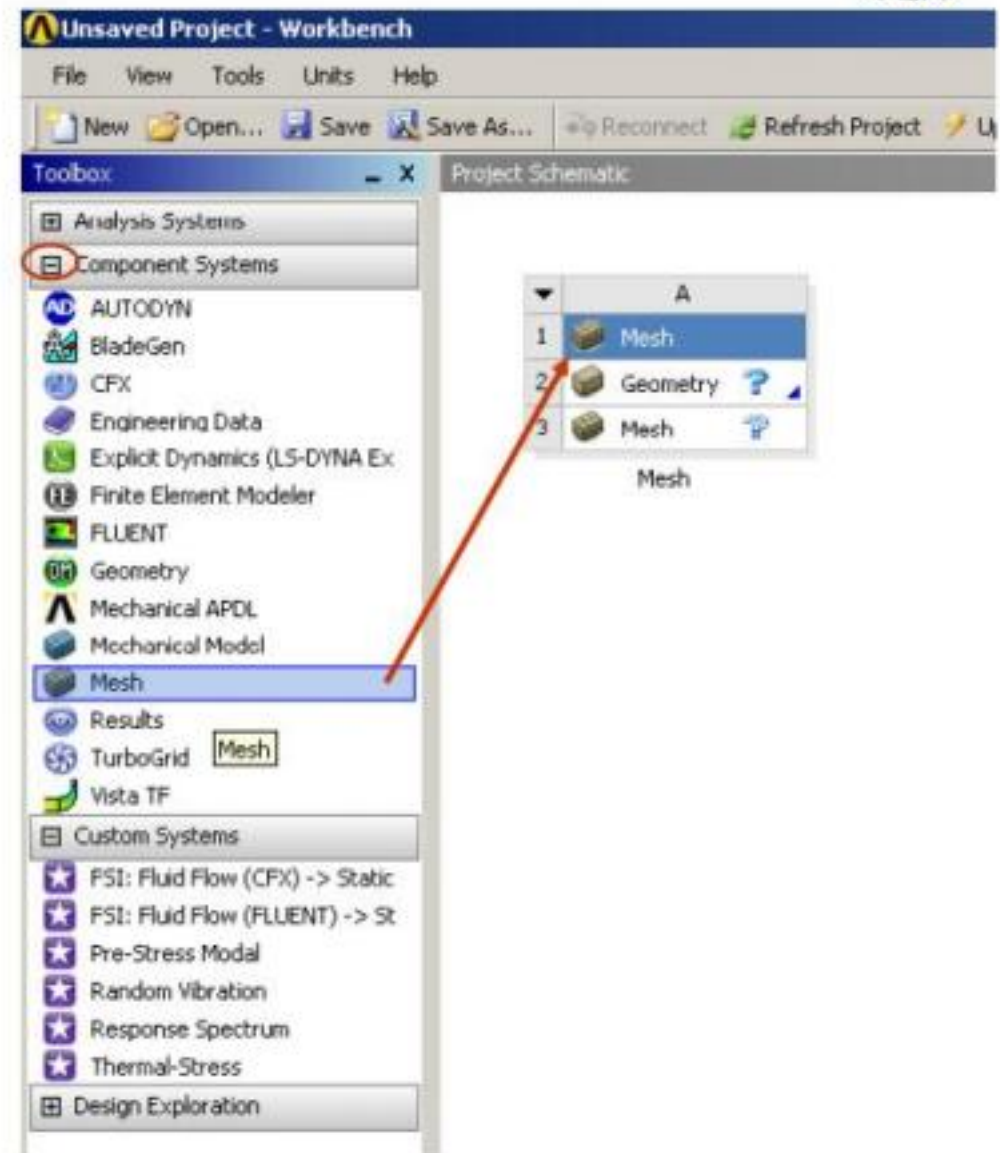 Unsaved Project - Workbench
File View Tools Units Help
New Open... Save Save As... Reconnect Refresh Project
Toolbox
Project Schematic
Analysis Systems
Component Systems
AUTODYN
BladeGen
CFX
Engineering Data
Explicit Dynamics (LS-DYNA Ex
Finite Element Modeler
FLUENT
Geometry
Mechanical APDL
Mechanical Model
Mesh
Results
TurboGrid
Mesh
Vista TF
Custom Systems
FSI: Fluid Flow (CFX) -> Static
FSI: Fluid Flow (FLUENT) -> St
Pre-Stress Modal
Random Vibration
Response Spectrum
Thermal-Stress
Design Exploration
A
1 Mesh
2 Geometry ?
3 Mesh
Mesh